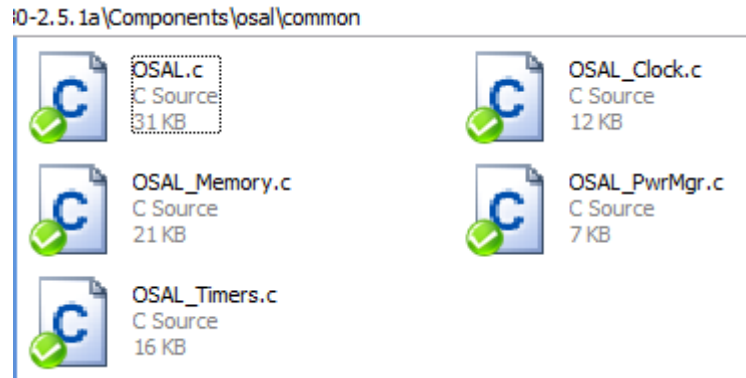 30-2.5.1a\Components\osal\common
OSAL.c
C Source
31 KB
OSAL_Clock.c
C Source
12 KB
OSAL_Memory.c
C Source
21 KB
OSAL_PwrMgr.c
C Source
7 KB
OSAL_Timers.c
C Source
16 KB